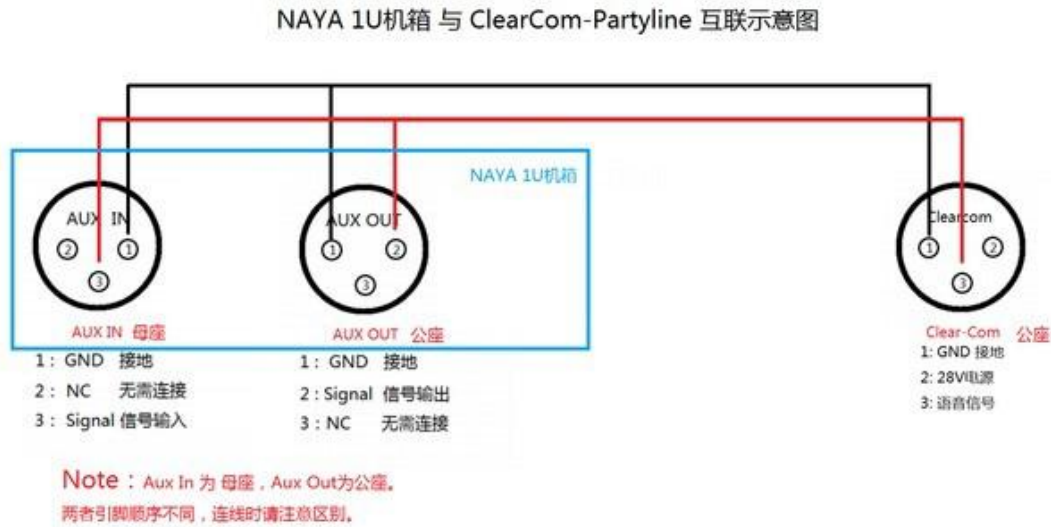 NAYA 1U机箱 与 ClearCom-Partyline 互联示意图
NAYA 1U机箱
AUX IN
2
1
3
AUX OUT
1
2
3
Clearcom
1
2
3
AUX IN 母座
AUX OUT 公座
Clear-Com 公座
1：GND 接地
2：NC 无需连接
3：Signal 信号输入
1：GND 接地
2：Signal 信号输出
3：NC 无需连接
1: GND 接地
2: 28V电源
3: 语音信号
Note：Aux In 为 母座，Aux Out为公座。
两者引脚顺序不同，连线时请注意区别。